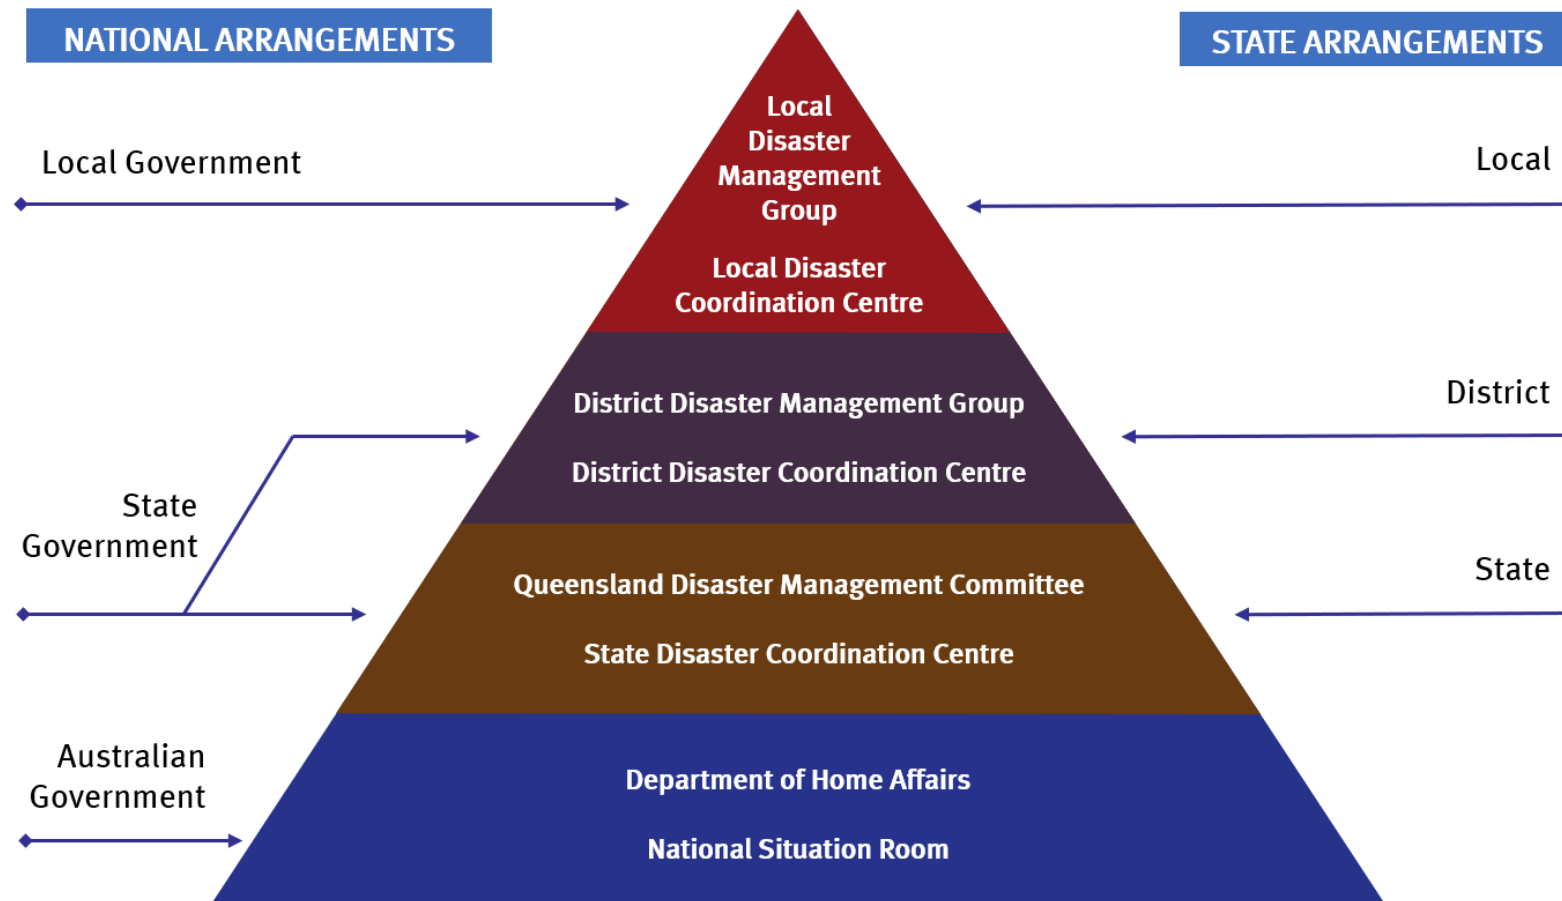 NATIONAL ARRANGEMENTS
STATE ARRANGEMENTS
Local
Disaster
Management
Group
Local Government
Local
Local Disaster
Coordination Centre
District Disaster Management Group
District
District Disaster Coordination Centre
State
Government
Queensland Disaster Management Committee
State
State Disaster Coordination Centre
Australian
Government
Department of Home Affairs
National Situation Room